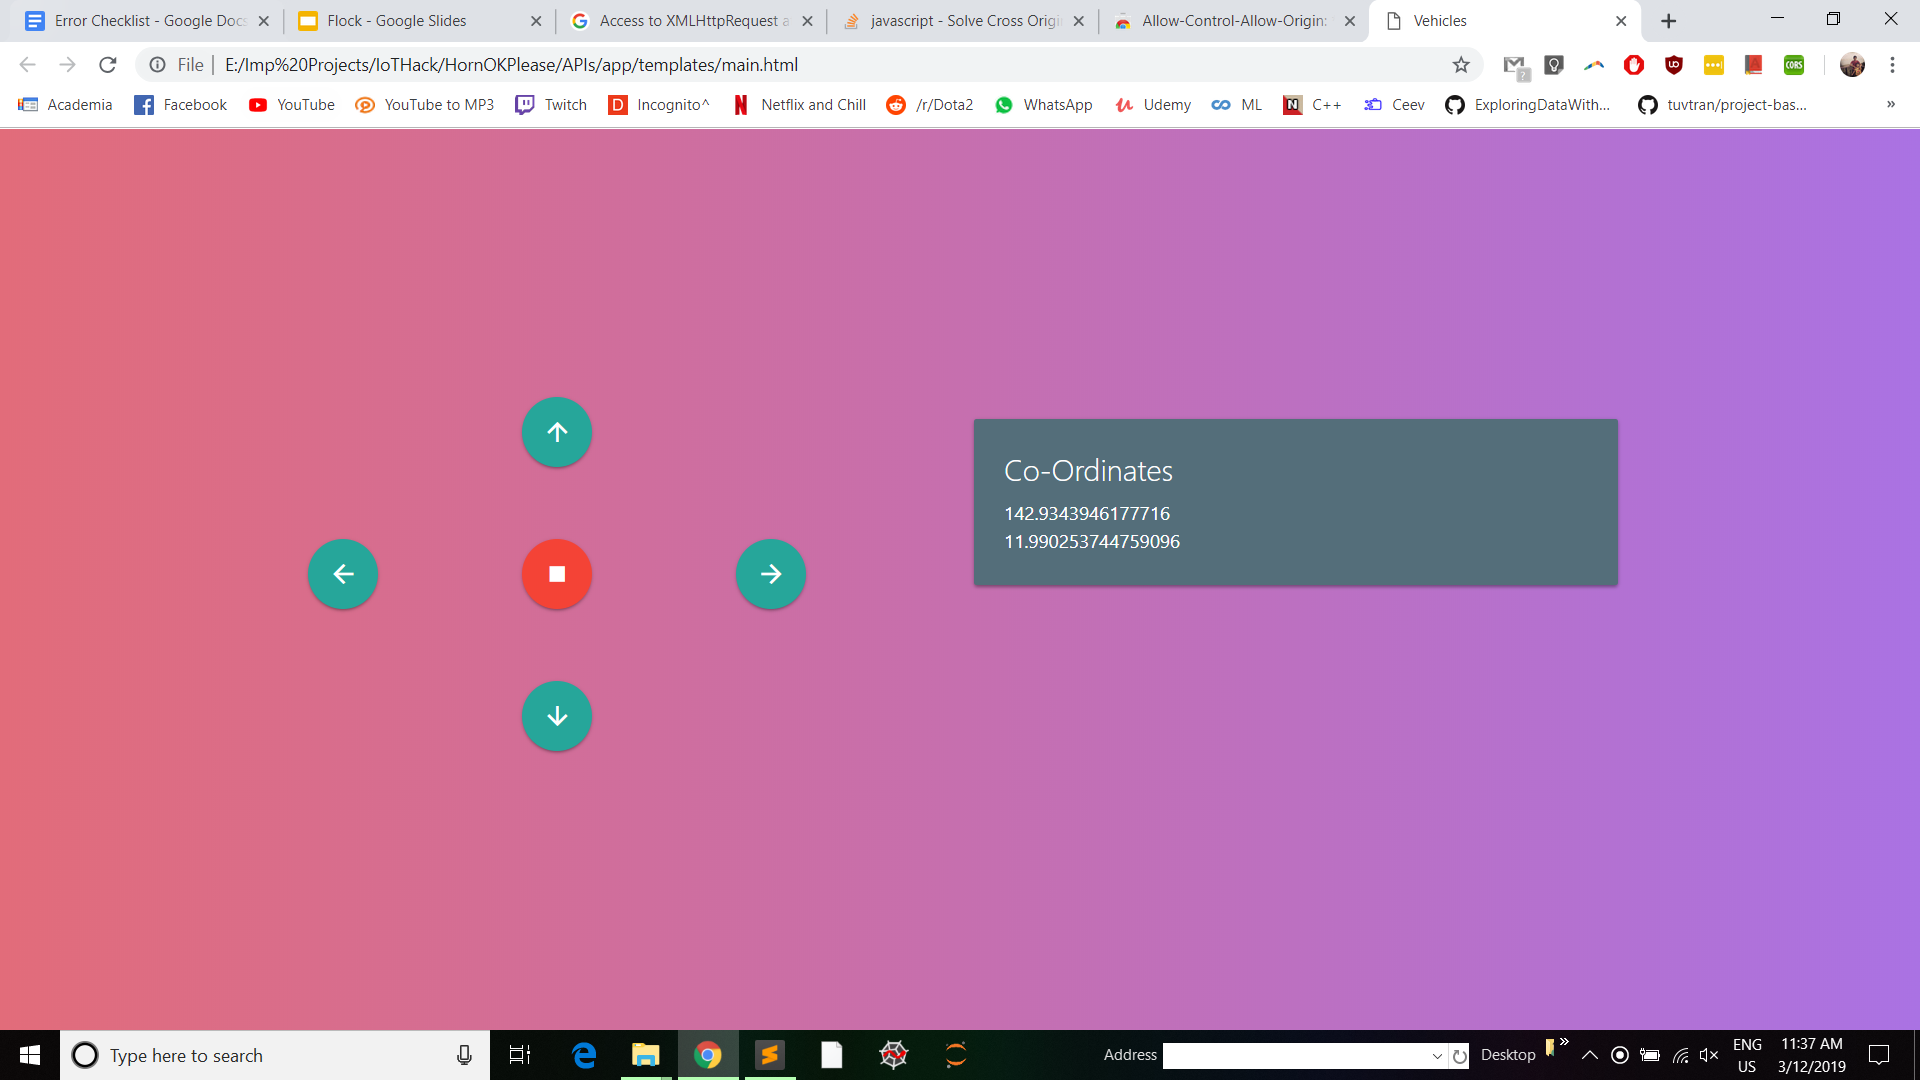 Error Checklist - Google Docs
Flock - Google Slides
Access to XMLHttpRequest a
javascript - Solve Cross Origi
Allow-Control-Allow-Origin:
Vehicles
File
E:/Imp%20Projects/IoTHack/HornOKPlease/APIs/app/templates/main.html
CORS
Academia
Facebook
YouTube
YouTube to MP3
Twitch
Incognito^
Netflix and Chill
/r/Dota2
WhatsApp
Udemy
ML
C++
Ceev
ExploringDataWith...
tuvtran/project-bas...
Co-Ordinates
142.9343946177716
11.990253744759096
Type here to search
Address
Desktop
ENG
US
11:37 AM
3/12/2019